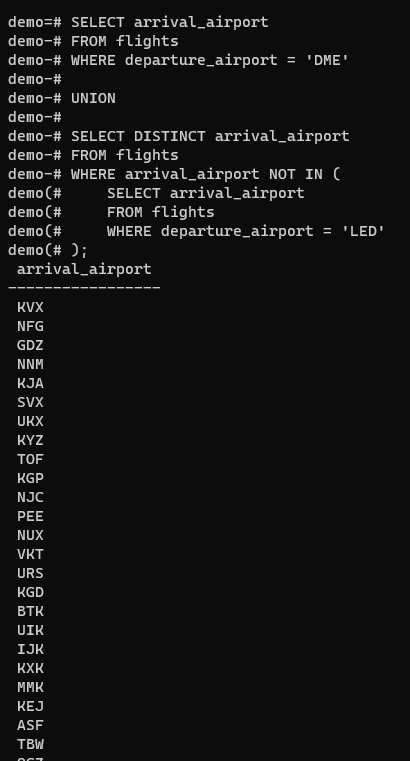 demo=# SELECT arrival_airport
demo-# FROM flights
demo-# WHERE departure_airport = 'DME'
demo-#
demo-# UNION
demo-#
demo-# SELECT DISTINCT arrival_airport
demo-# FROM flights
demo-# WHERE arrival_airport NOT IN (
demo(#     SELECT arrival_airport
demo(#     FROM flights
demo(#     WHERE departure_airport = 'LED'
demo(# );
 arrival_airport
-----------------
 KVX
 NFG
 GDZ
 NNM
 KJA
 SVX
 UKX
 KYZ
 TOF
 KGP
 NJC
 PEE
 NUX
 VKT
 URS
 KGD
 BTK
 UIK
 IJK
 KXK
 MMK
 KEJ
 ASF
 TBW